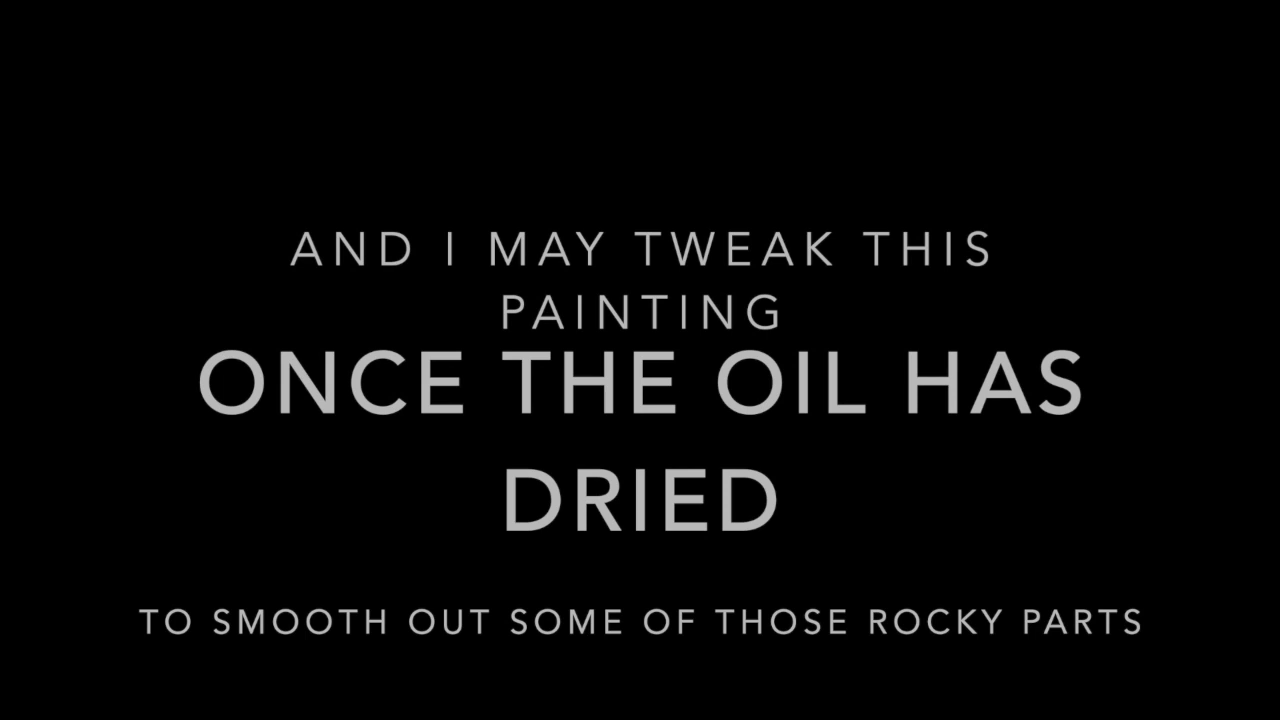 AND I MAY TWEAK THIS
PAINTING
ONCE THE OIL HAS
DRIED
TO SMOOTH OUT SOME OF THOSE ROCKY PARTS